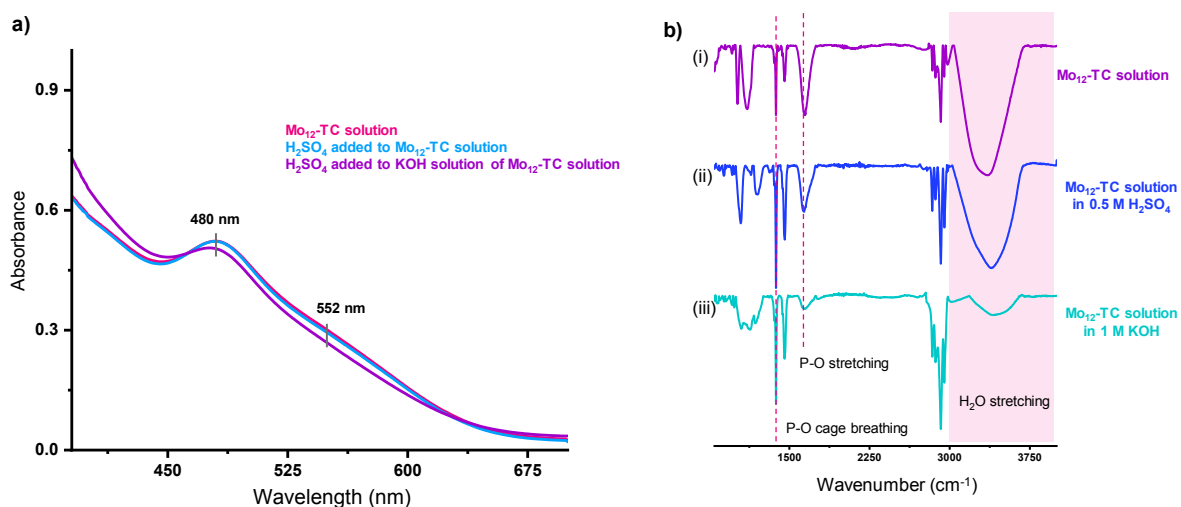 a)
Absorbance
0.9
0.6
0.3
0.0
Mo₁₂-TC solution
H₂SO₄ added to Mo₁₂-TC solution
H₂SO₄ added to KOH solution of Mo₁₂-TC solution
480 nm
552 nm
450
525
600
675
Wavelength (nm)
b)
(i)
Mo₁₂-TC solution
(ii)
Mo₁₂-TC solution
in 0.5 M H₂SO₄
(iii)
Mo₁₂-TC solution
in 1 M KOH
P-O stretching
H₂O stretching
P-O cage breathing
1500
2250
3000
3750
Wavenumber (cm⁻¹)